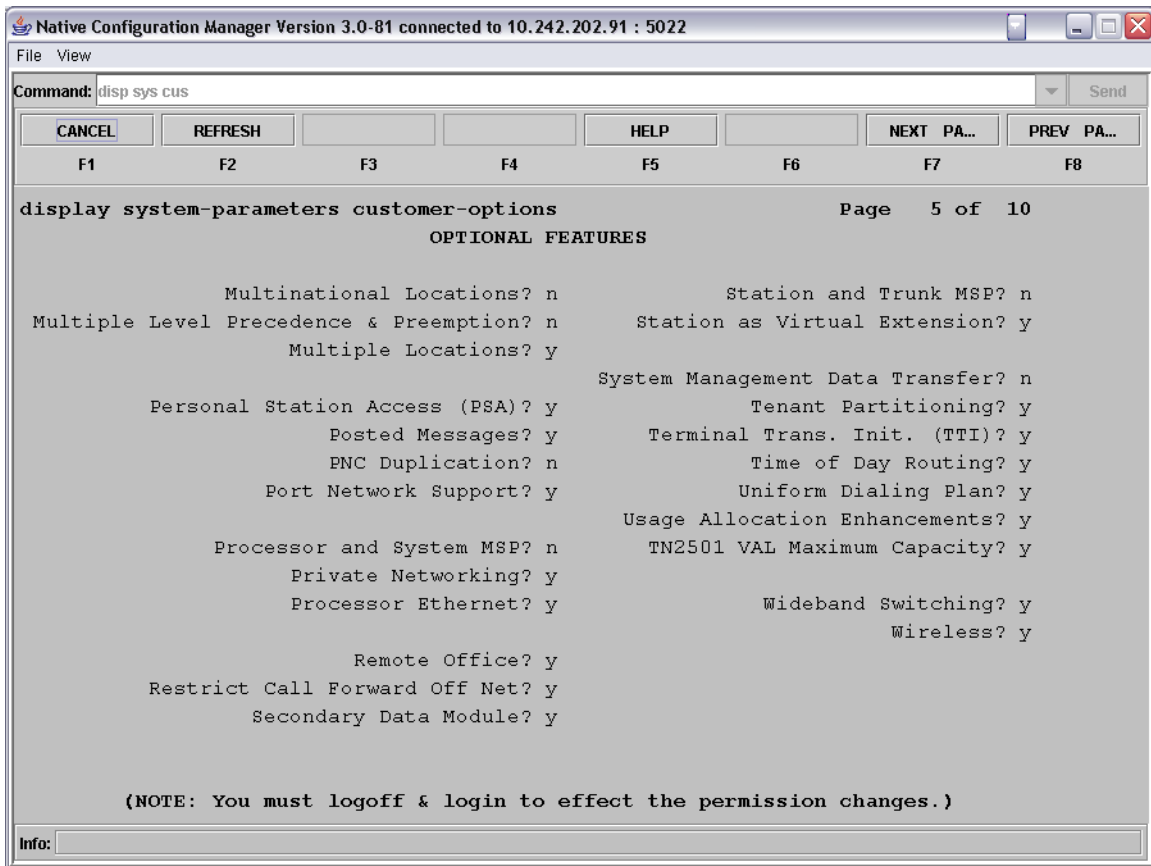 Native Configuration Manager Version 3.0-81 connected to 10.242.202.91 : 5022
File View
Command: disp sys cus Send
CANCEL REFRESH HELP NEXT PA... PREV PA...
F1 F2 F3 F4 F5 F6 F7 F8
display system-parameters customer-options Page 5 of 10
OPTIONAL FEATURES
Multinational Locations? n Station and Trunk MSP? n
Multiple Level Precedence & Preemption? n Station as Virtual Extension? y
Multiple Locations? y
System Management Data Transfer? n
Personal Station Access (PSA)? y Tenant Partitioning? y
Posted Messages? y Terminal Trans. Init. (TTI)? y
PNC Duplication? n Time of Day Routing? y
Port Network Support? y Uniform Dialing Plan? y
Usage Allocation Enhancements? y
Processor and System MSP? n TN2501 VAL Maximum Capacity? y
Private Networking? y
Processor Ethernet? y Wideband Switching? y
Wireless? y
Remote Office? y
Restrict Call Forward Off Net? y
Secondary Data Module? y
(NOTE: You must logoff & login to effect the permission changes.)
Info: